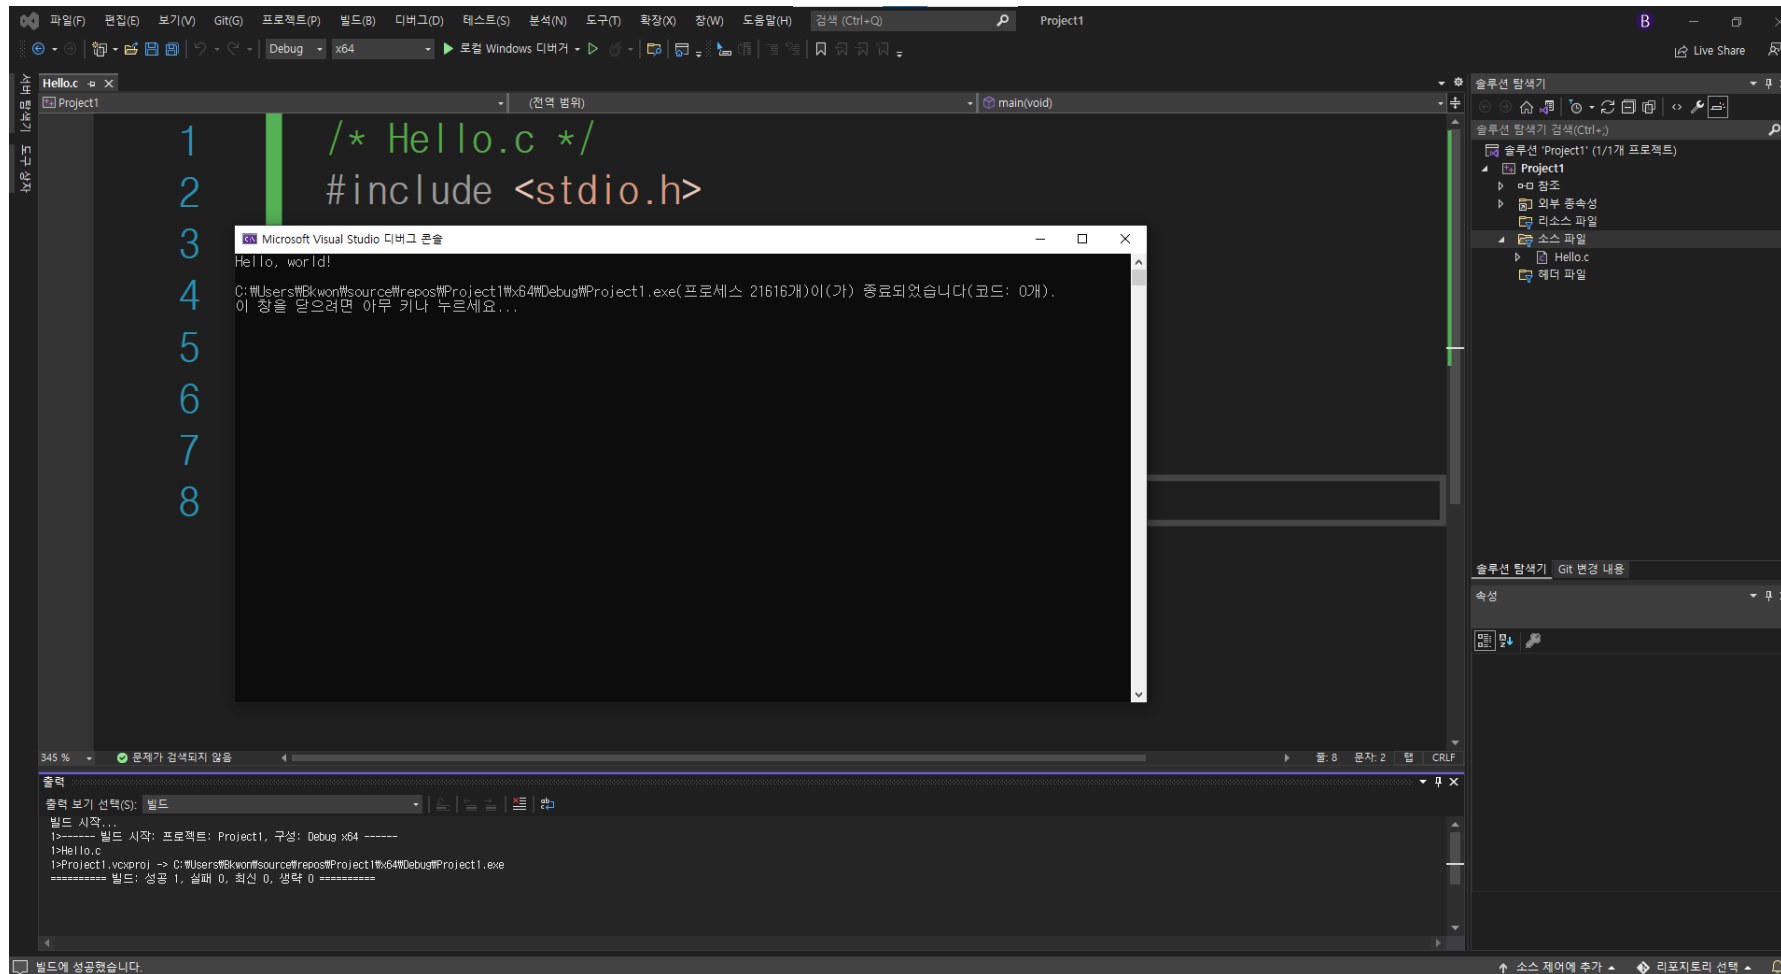 파일(F) 편집(E) 보기(V) Git(G) 프로젝트(P) 빌드(B) 디버그(D) 테스트(S) 분석(N) 도구(T) 확장(X) 창(W) 도움말(H) 검색 (Ctrl+Q) Project1 B
Debug x64 로컬 Windows 디버거 Live Share
서버 탐색기
도구 상자
Hello.c
Project1 (전역 범위) main(void)
1 /* Hello.c */
2 #include <stdio.h>
3
4
5
6
7
8
Microsoft Visual Studio 디버그 콘솔
Hello, world!
C:₩Users₩Bkwon₩source₩repos₩Project1₩x64₩Debug₩Project1.exe(프로세스 21616개)이(가) 종료되었습니다(코드: 0개).
이 창을 닫으려면 아무 키나 누르세요...
345 % 문제가 검색되지 않음 줄: 8 문자: 2 탭 CRLF
출력
출력 보기 선택(S): 빌드
빌드 시작...
1>------ 빌드 시작: 프로젝트: Project1, 구성: Debug x64 ------
1>Hello.c
1>Project1.vcxproj -> C:₩Users₩Bkwon₩source₩repos₩Project1₩x64₩Debug₩Project1.exe
========== 빌드: 성공 1, 실패 0, 최신 0, 생략 0 ==========
솔루션 탐색기
솔루션 탐색기 검색(Ctrl+;)
솔루션 'Project1' (1/1개 프로젝트)
Project1
참조
외부 종속성
리소스 파일
소스 파일
Hello.c
헤더 파일
솔루션 탐색기 Git 변경 내용
속성
빌드에 성공했습니다. 소스 제어에 추가 리포지토리 선택